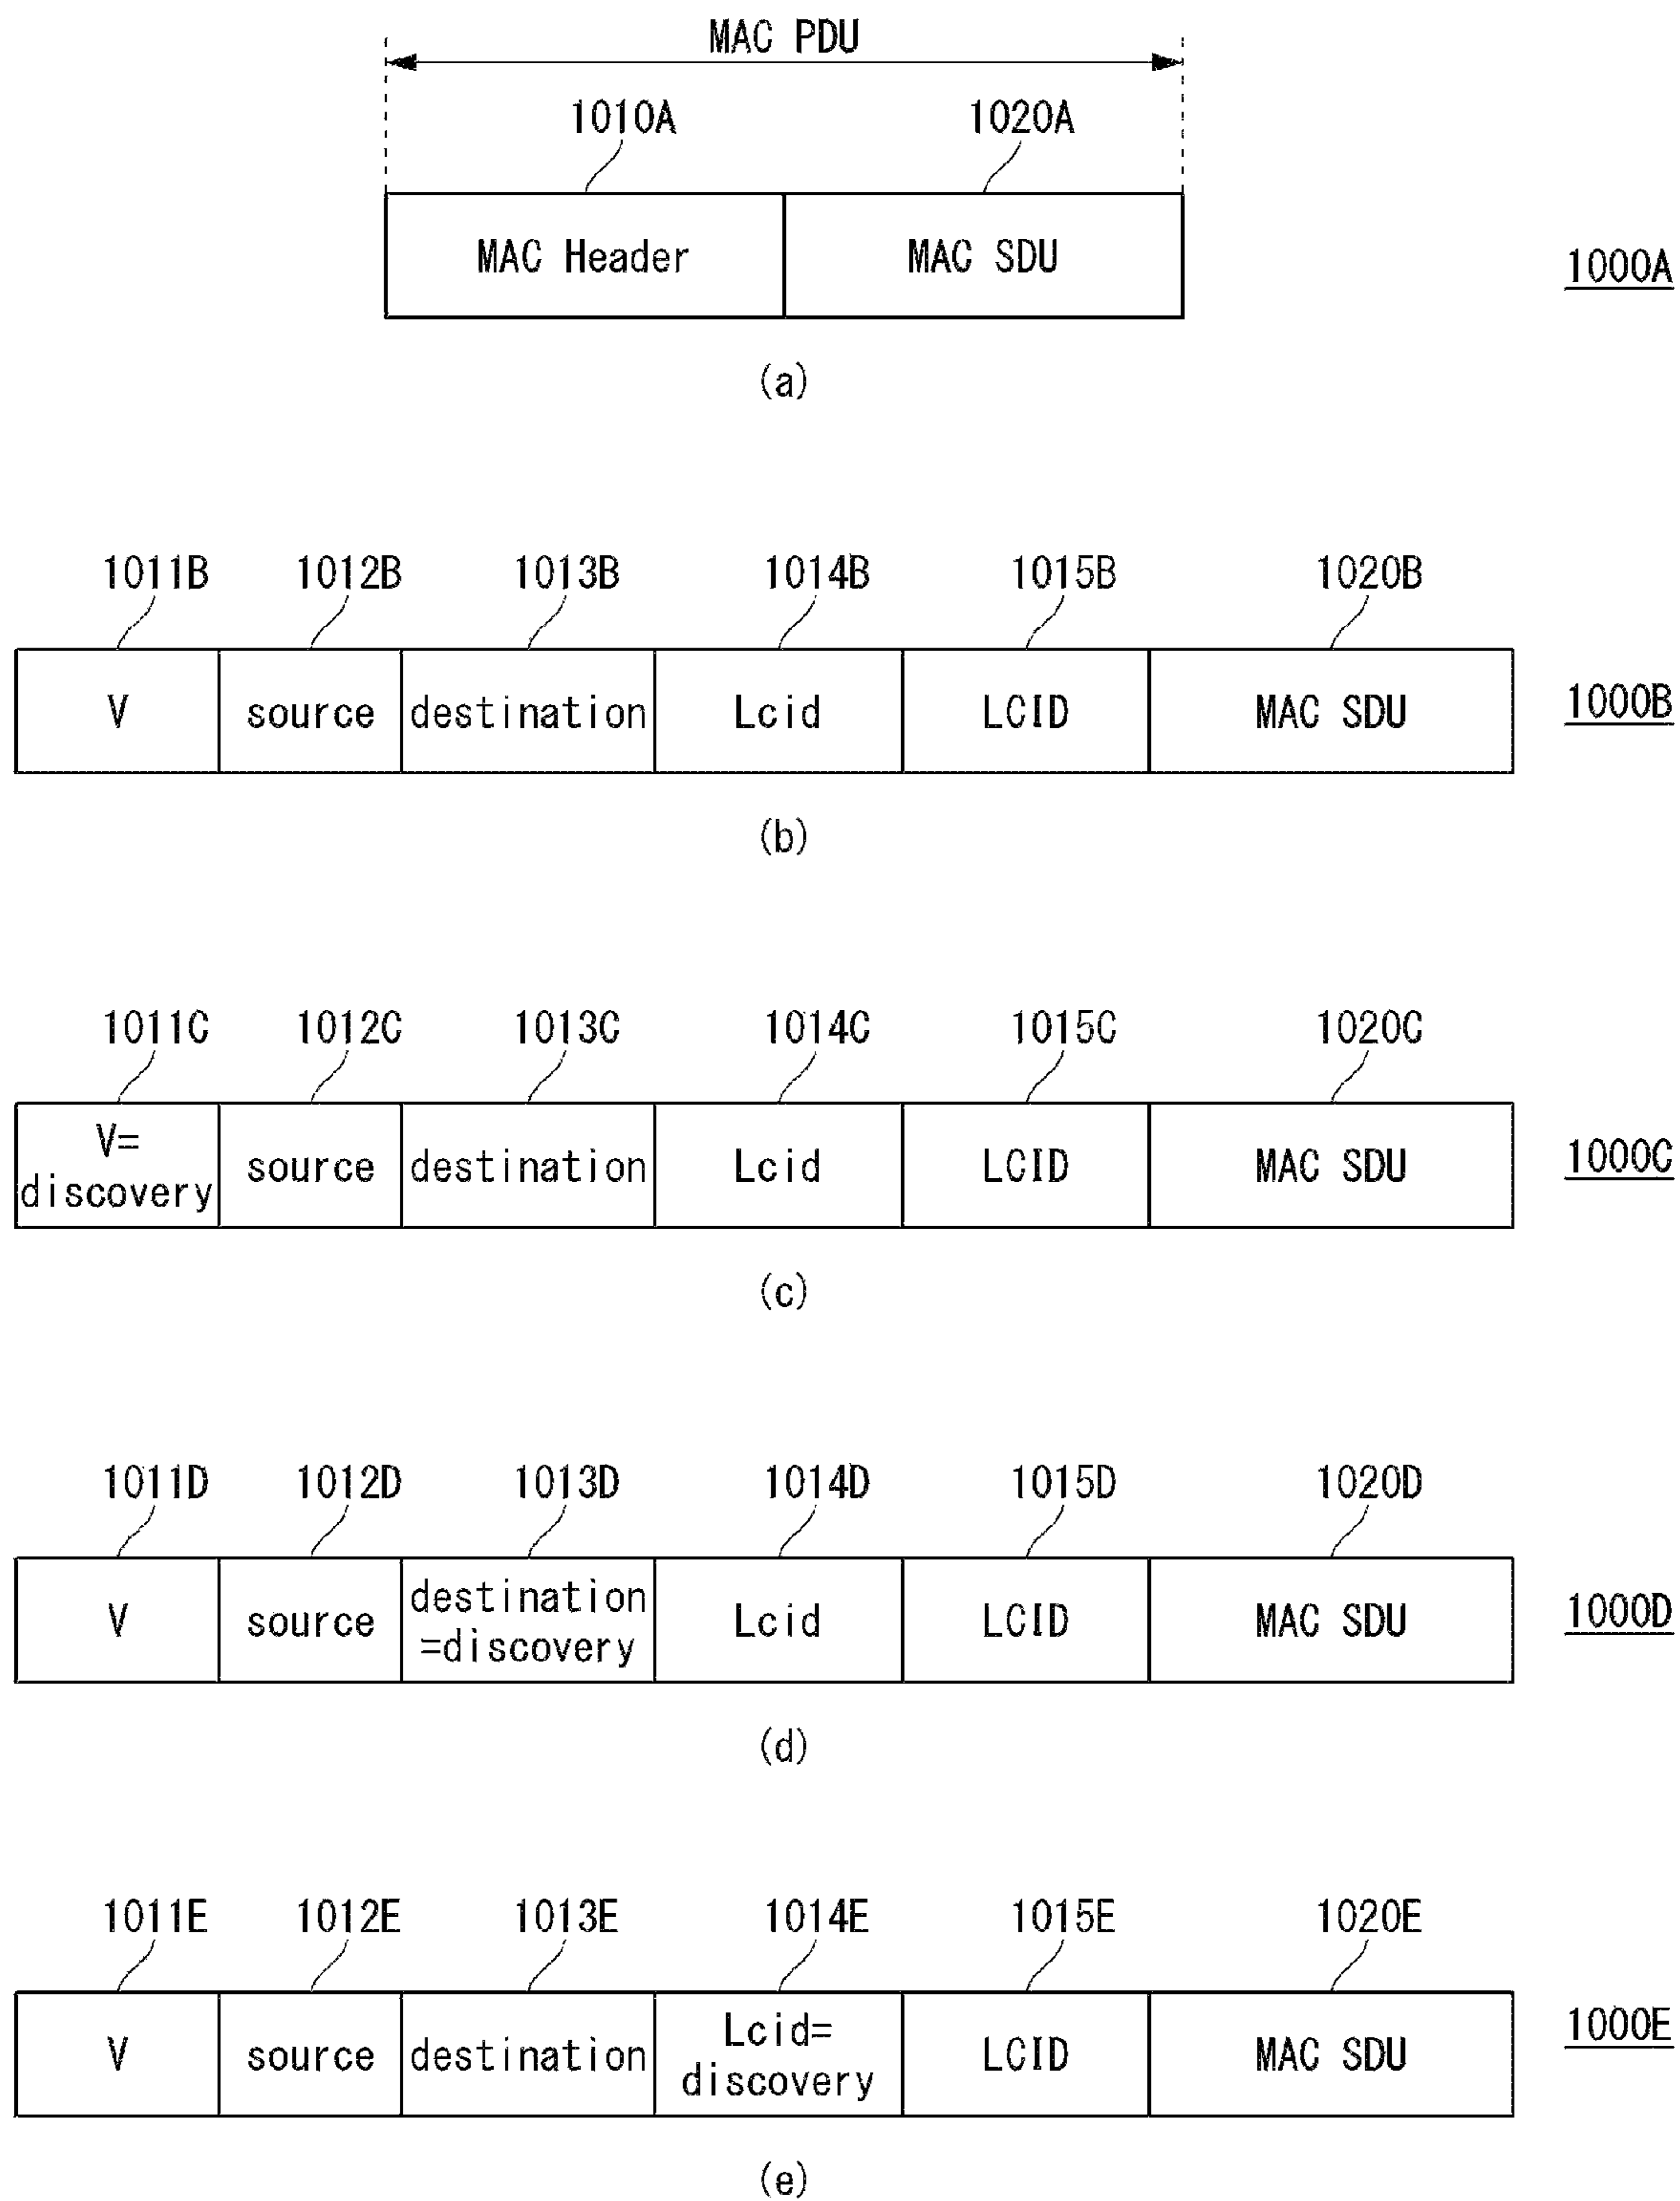 MAC PDU
1010A 1020A
MAC Header MAC SDU 1000A
(a)
1011B 1012B 1013B 1014B 1015B 1020B
V source destination Lcid LCID MAC SDU 1000B
(b)
1011C 1012C 1013C 1014C 1015C 1020C
V=
discovery source destination Lcid LCID MAC SDU 1000C
(c)
1011D 1012D 1013D 1014D 1015D 1020D
V source destination
=discovery Lcid LCID MAC SDU 1000D
(d)
1011E 1012E 1013E 1014E 1015E 1020E
V source destination Lcid=
discovery LCID MAC SDU 1000E
(e)